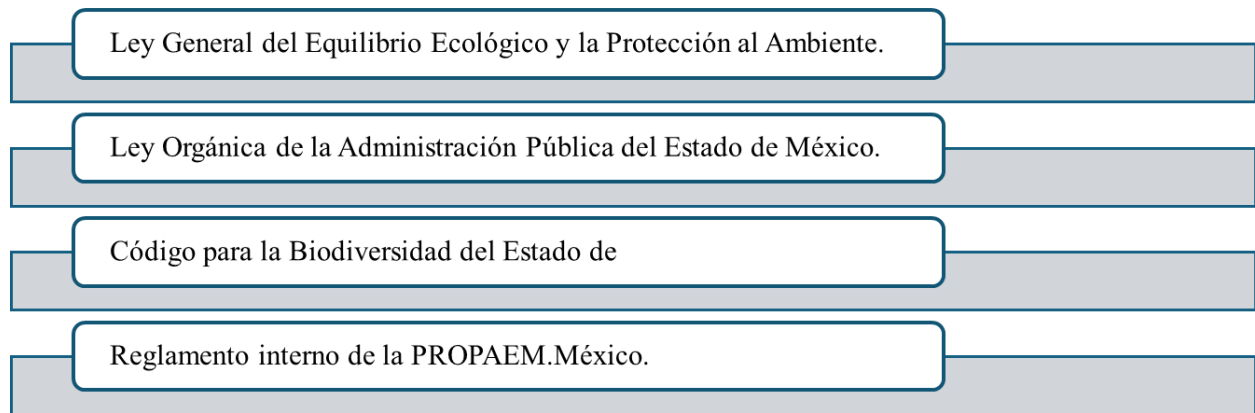 Ley General del Equilibrio Ecológico y la Protección al Ambiente.
Ley Orgánica de la Administración Pública del Estado de México.
Código para la Biodiversidad del Estado de
Reglamento interno de la PROPAEM.México.